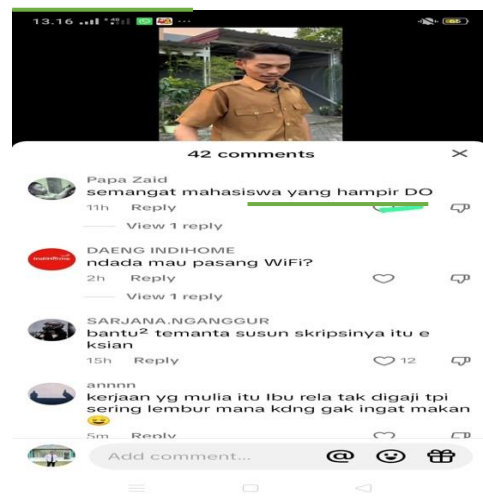 13.16
42 comments
Papa Zaid
semangat mahasiswa yang hampir DO
11h Reply
View 1 reply
DAENG INDIHOME
ndada mau pasang WiFi?
2h Reply
View 1 reply
SARJANA.NGANGGUR
bantu² temanta susun skripsinya itu e
ksian
15h Reply 12
annnn
kerjaan yg mulia itu Ibu rela tak digaji tpi
sering lembur mana kdng gak ingat makan
5m Reply
Add comment...